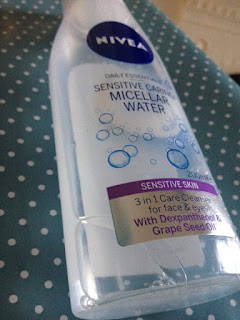 NIVEA
DAILY ESSENTIALS
SENSITIVE CARING
MICELLAR
WATER
SENSITIVE SKIN
3 in 1 Care Cleanser
for face & eyes
With Dexpanthenol &
Grape Seed Oil